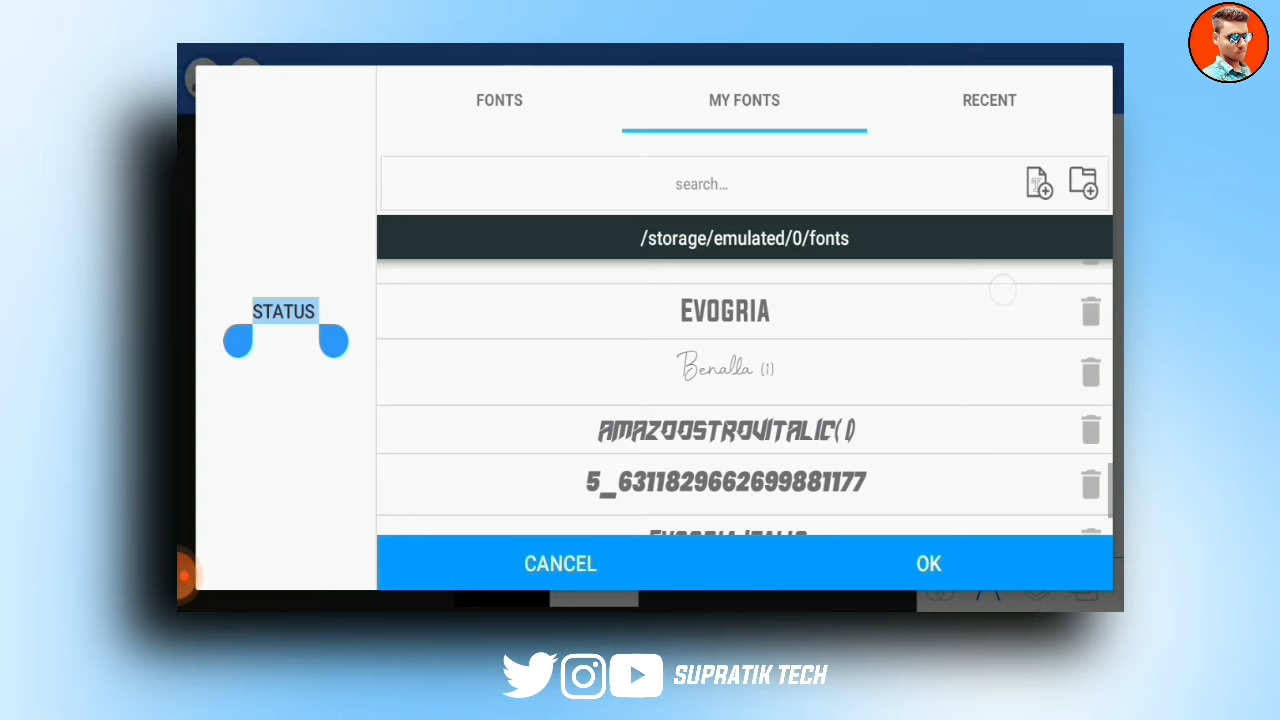 FONTS
MY FONTS
RECENT
search...
/storage/emulated/0/fonts
STATUS
EVOGRIA
Benalla (1)
AMAZOOSTROVITALIC(1)
5_6311829662699881177
CANCEL
OK
SUPRATIK TECH